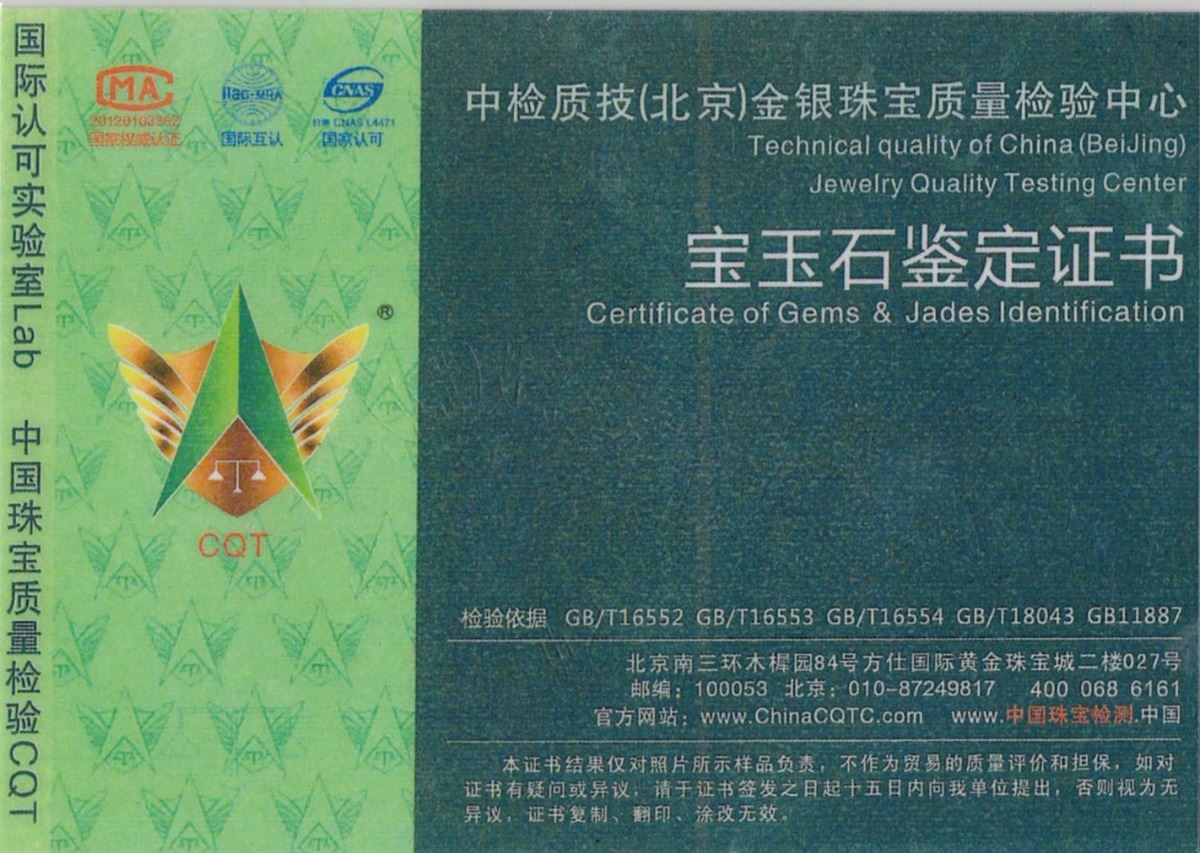 国际认可实验室Lab 中国珠宝质量检验CQT
MA
ilac-MRA
CNAS
国家权威认证
国际互认
国家认可
CNAS L4471
®
CQT
中检质技(北京)金银珠宝质量检验中心
Technical quality of China (BeiJing)
Jewelry Quality Testing Center
宝玉石鉴定证书
Certificate of Gems & Jades Identification
检验依据 GB/T16552 GB/T16553 GB/T16554 GB/T18043 GB11887
北京南三环木樨园84号方仕国际黄金珠宝城二楼027号
邮编：100053 北京：010-87249817 400 068 6161
官方网站：www.ChinaCQTC.com www.中国珠宝检测.中国
本证书结果仅对照片所示样品负责，不作为贸易的质量评价和担保，如对
证书有疑问或异议，请于证书签发之日起十五日内向我单位提出，否则视为无
异议，证书复制、翻印、涂改无效。